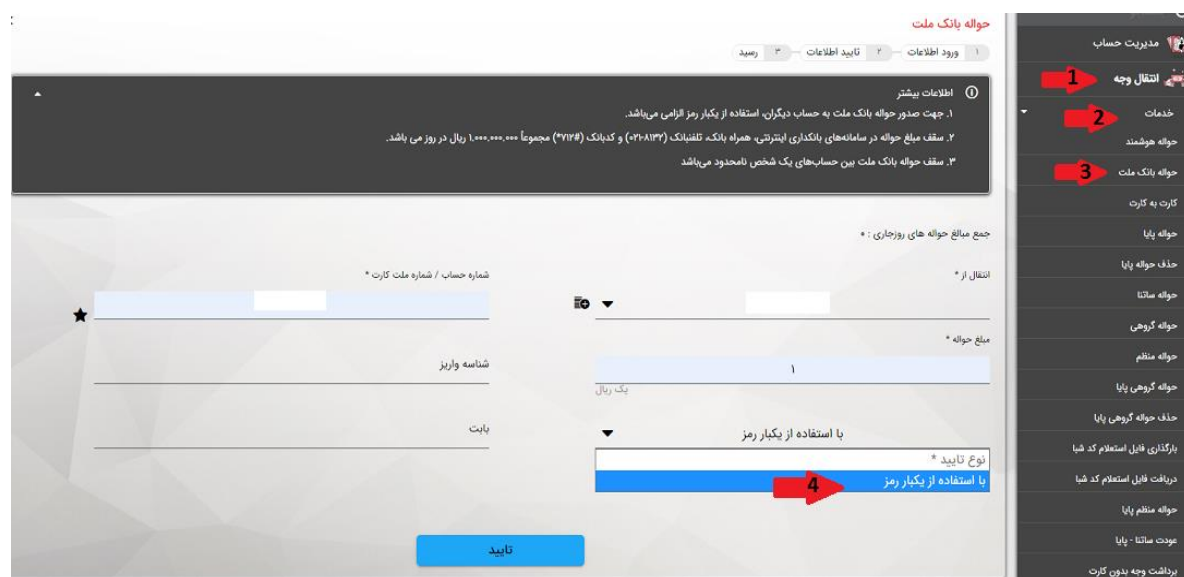 حواله بانک ملت
۱ ورود اطلاعات ۲ تایید اطلاعات ۳ رسید
اطلاعات بیشتر
۱. جهت صدور حواله بانک ملت به حساب دیگران، استفاده از یکبار رمز الزامی می‌باشد.
۲. سقف مبلغ حواله در سامانه‌های بانکداری اینترنتی، همراه بانک، تلفنبانک (۸۱۳۲-۰۲۱) و کدبانک (#۷۱۲*) مجموعاً ۱.۰۰۰.۰۰۰.۰۰۰ ریال در روز می باشد.
۳. سقف حواله بانک ملت بین حساب‌های یک شخص نامحدود می‌باشد
جمع مبالغ حواله های روزجاری : ۰
انتقال از *
شماره حساب / شماره ملت کارت *
مبلغ حواله *
۱
یک ریال
شناسه واریز
با استفاده از یکبار رمز
بابت
نوع تایید *
با استفاده از یکبار رمز
4
تایید
مدیریت حساب
انتقال وجه
1
خدمات
2
حواله هوشمند
حواله بانک ملت
3
کارت به کارت
حواله پایا
حذف حواله پایا
حواله ساتنا
حواله گروهی
حواله منظم
حواله گروهی پایا
حذف حواله گروهی پایا
بارگذاری فایل استعلام کد شبا
دریافت فایل استعلام کد شبا
حواله منظم پایا
عودت ساتنا - پایا
برداشت وجه بدون کارت